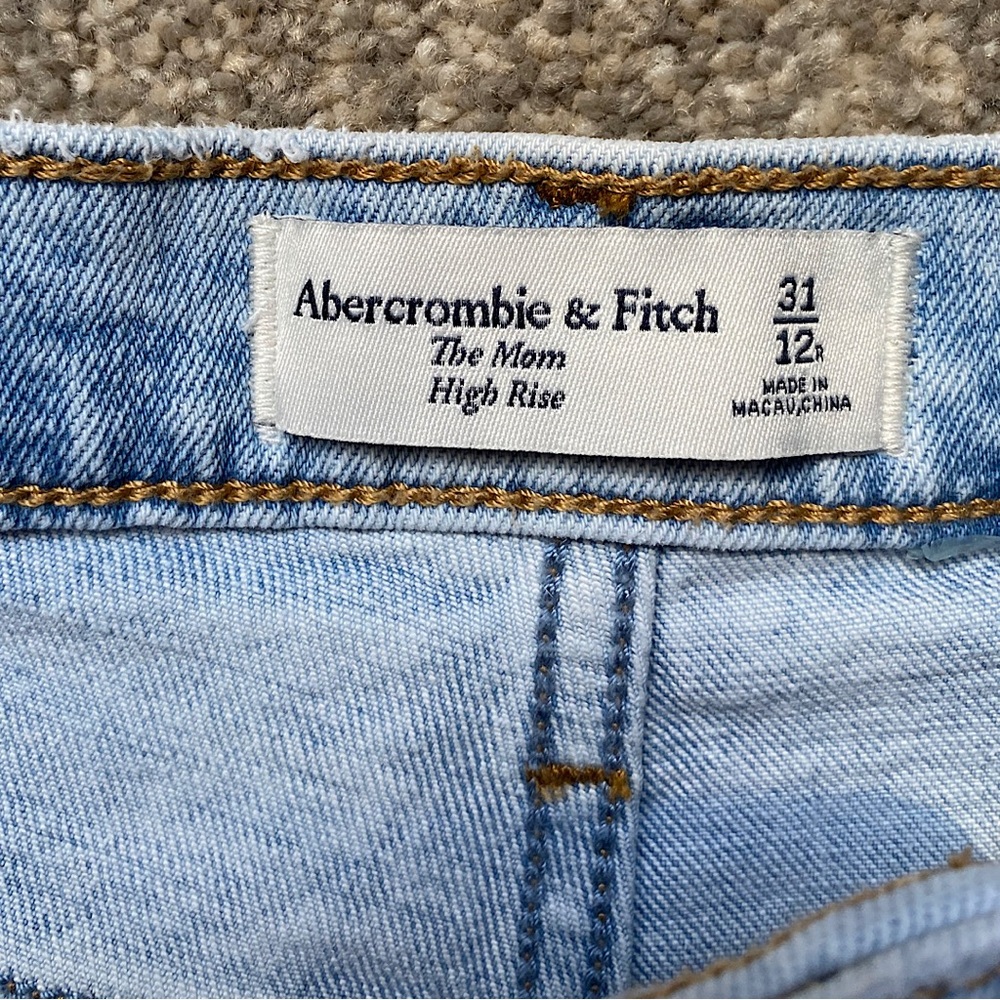 Abercrombie & Fitch
The Mom
High Rise
31
12R
MADE IN
MACAU,CHINA